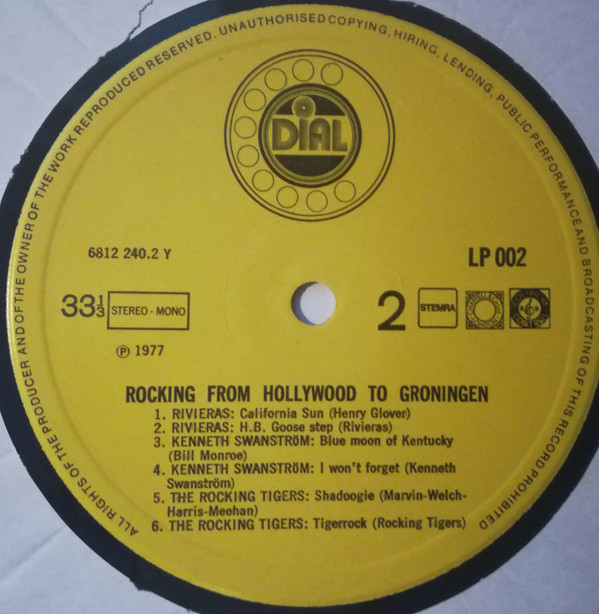 ALL RIGHTS OF THE PRODUCER AND OF THE OWNER OF THE WORK REPRODUCED RESERVED. UNAUTHORISED COPYING, HIRING, LENDING, PUBLIC PERFORMANCE AND BROADCASTING OF THIS RECORD PROHIBITED
DIAL
6812 240.2 Y
LP 002
33⅓
STEREO - MONO
2
STEMRA
℗ 1977
ROCKING FROM HOLLYWOOD TO GRONINGEN
1. RIVIERAS: California Sun (Henry Glover)
2. RIVIERAS: H.B. Goose step (Rivieras)
3. KENNETH SWANSTRÖM: Blue moon of Kentucky
(Bill Monroe)
4. KENNETH SWANSTRÖM: I won't forget (Kenneth
Swanström)
5. THE ROCKING TIGERS: Shadoogie (Marvin-Welch-
Harris-Meehan)
6. THE ROCKING TIGERS: Tigerrock (Rocking Tigers)